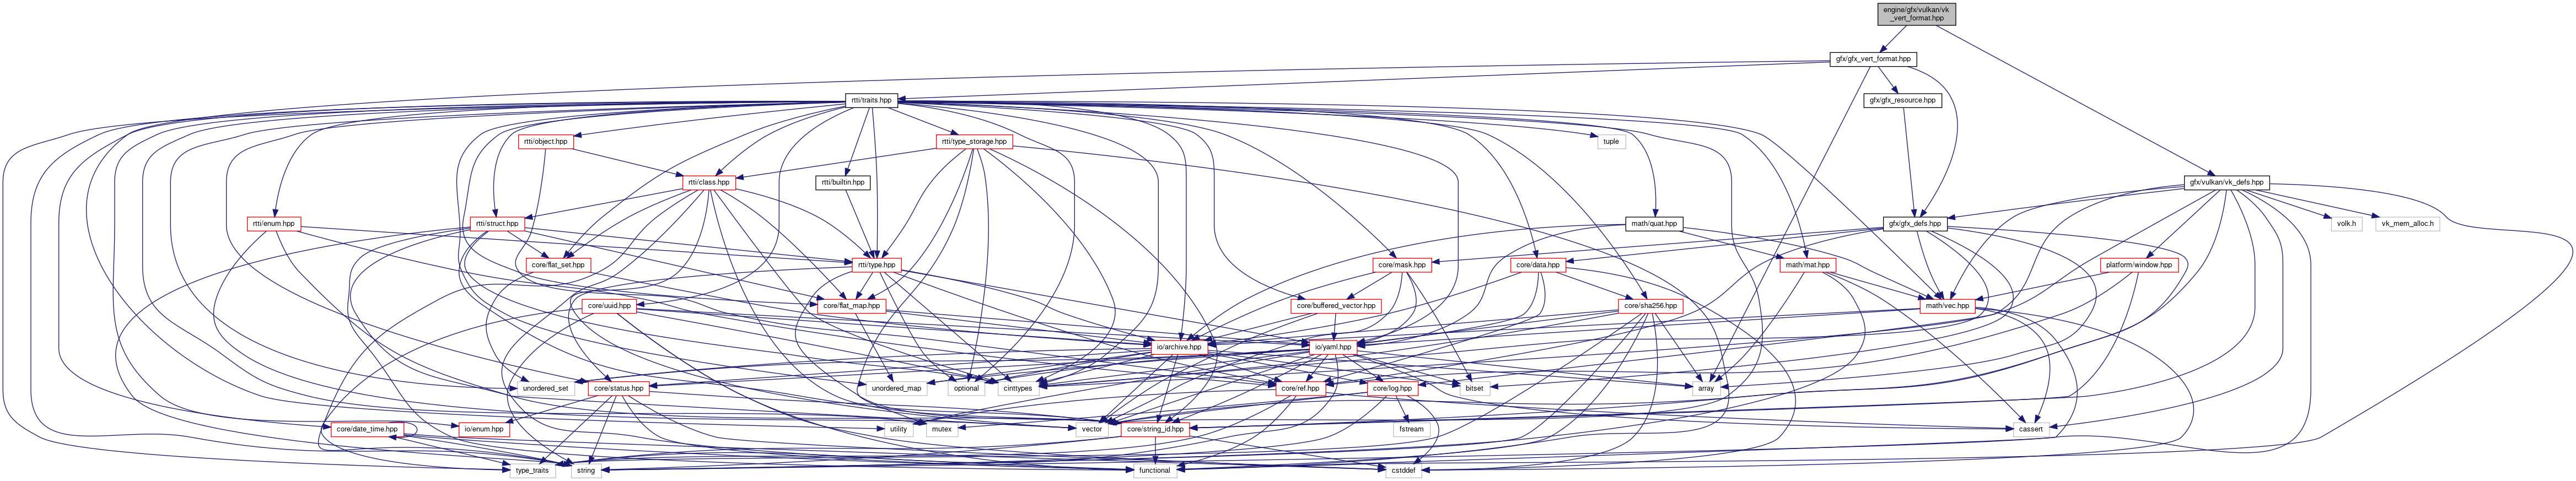 engine/gfx/vulkan/vk
_vert_format.hpp
gfx/gfx_vert_format.hpp
rtti/traits.hpp
gfx/gfx_resource.hpp
rtti/object.hpp
rtti/type_storage.hpp
tuple
rtti/class.hpp
rtti/builtin.hpp
gfx/vulkan/vk_defs.hpp
rtti/enum.hpp
rtti/struct.hpp
math/quat.hpp
gfx/gfx_defs.hpp
volk.h
vk_mem_alloc.h
core/flat_set.hpp
rtti/type.hpp
core/mask.hpp
core/data.hpp
math/mat.hpp
platform/window.hpp
core/uuid.hpp
core/flat_map.hpp
core/buffered_vector.hpp
core/sha256.hpp
math/vec.hpp
io/archive.hpp
io/yaml.hpp
unordered_set
core/status.hpp
unordered_map
optional
cinttypes
core/ref.hpp
core/log.hpp
bitset
array
core/date_time.hpp
io/enum.hpp
utility
mutex
vector
core/string_id.hpp
fstream
cassert
type_traits
string
functional
cstddef